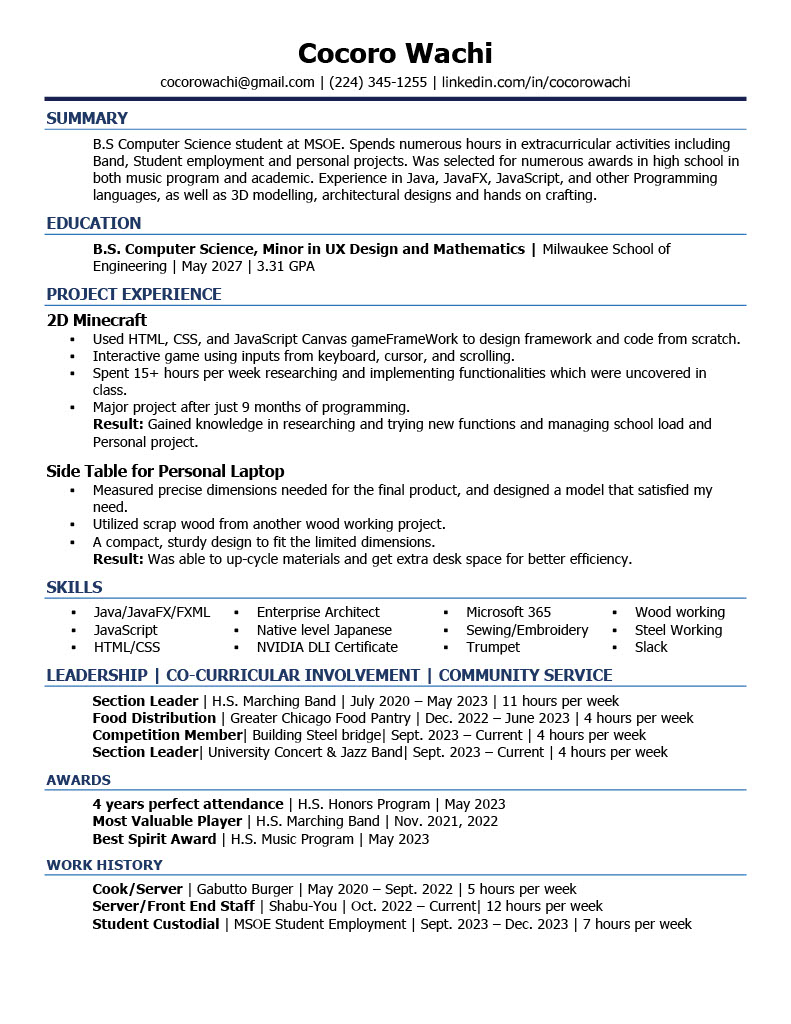 Cocoro Wachi
cocorowachi@gmail.com | (224) 345-1255 | linkedin.com/in/cocorowachi
SUMMARY
B.S Computer Science student at MSOE. Spends numerous hours in extracurricular activities including
Band, Student employment and personal projects. Was selected for numerous awards in high school in
both music program and academic. Experience in Java, JavaFX, JavaScript, and other Programming
languages, as well as 3D modelling, architectural designs and hands on crafting.
EDUCATION
B.S. Computer Science, Minor in UX Design and Mathematics | Milwaukee School of
Engineering | May 2027 | 3.31 GPA
PROJECT EXPERIENCE
2D Minecraft
▪ Used HTML, CSS, and JavaScript Canvas gameFrameWork to design framework and code from scratch.
▪ Interactive game using inputs from keyboard, cursor, and scrolling.
▪ Spent 15+ hours per week researching and implementing functionalities which were uncovered in
class.
▪ Major project after just 9 months of programming.
Result: Gained knowledge in researching and trying new functions and managing school load and
Personal project.
Side Table for Personal Laptop
▪ Measured precise dimensions needed for the final product, and designed a model that satisfied my
need.
▪ Utilized scrap wood from another wood working project.
▪ A compact, sturdy design to fit the limited dimensions.
Result: Was able to up-cycle materials and get extra desk space for better efficiency.
SKILLS
▪ Java/JavaFX/FXML ▪ Enterprise Architect ▪ Microsoft 365 ▪ Wood working
▪ JavaScript ▪ Native level Japanese ▪ Sewing/Embroidery ▪ Steel Working
▪ HTML/CSS ▪ NVIDIA DLI Certificate ▪ Trumpet ▪ Slack
LEADERSHIP | CO-CURRICULAR INVOLVEMENT | COMMUNITY SERVICE
Section Leader | H.S. Marching Band | July 2020 – May 2023 | 11 hours per week
Food Distribution | Greater Chicago Food Pantry | Dec. 2022 – June 2023 | 4 hours per week
Competition Member| Building Steel bridge| Sept. 2023 – Current | 4 hours per week
Section Leader| University Concert & Jazz Band| Sept. 2023 – Current | 4 hours per week
AWARDS
4 years perfect attendance | H.S. Honors Program | May 2023
Most Valuable Player | H.S. Marching Band | Nov. 2021, 2022
Best Spirit Award | H.S. Music Program | May 2023
WORK HISTORY
Cook/Server | Gabutto Burger | May 2020 – Sept. 2022 | 5 hours per week
Server/Front End Staff | Shabu-You | Oct. 2022 – Current| 12 hours per week
Student Custodial | MSOE Student Employment | Sept. 2023 – Dec. 2023 | 7 hours per week